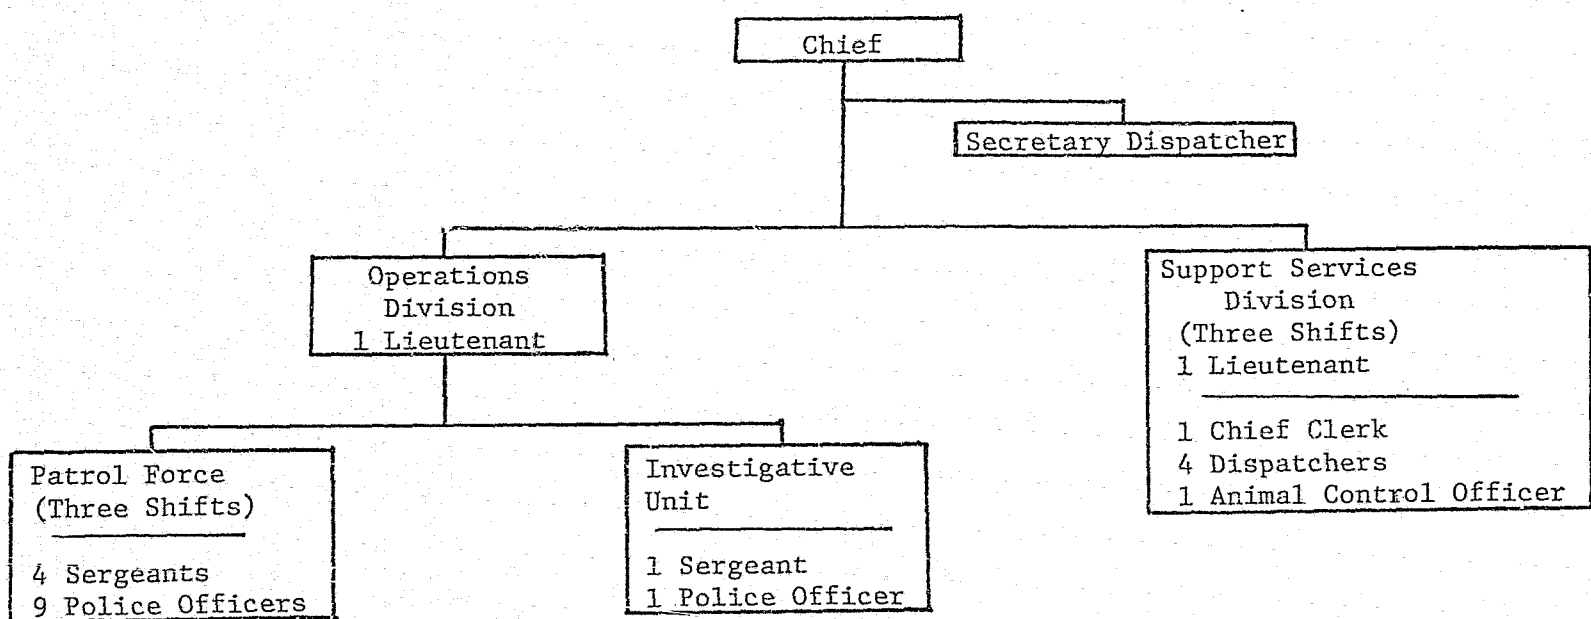 Chief
Secretary Dispatcher
Operations
Division
1 Lieutenant
Support Services
Division
(Three Shifts)
1 Lieutenant
1 Chief Clerk
4 Dispatchers
1 Animal Control Officer
Patrol Force
(Three Shifts)
4 Sergeants
9 Police Officers
Investigative
Unit
1 Sergeant
1 Police Officer